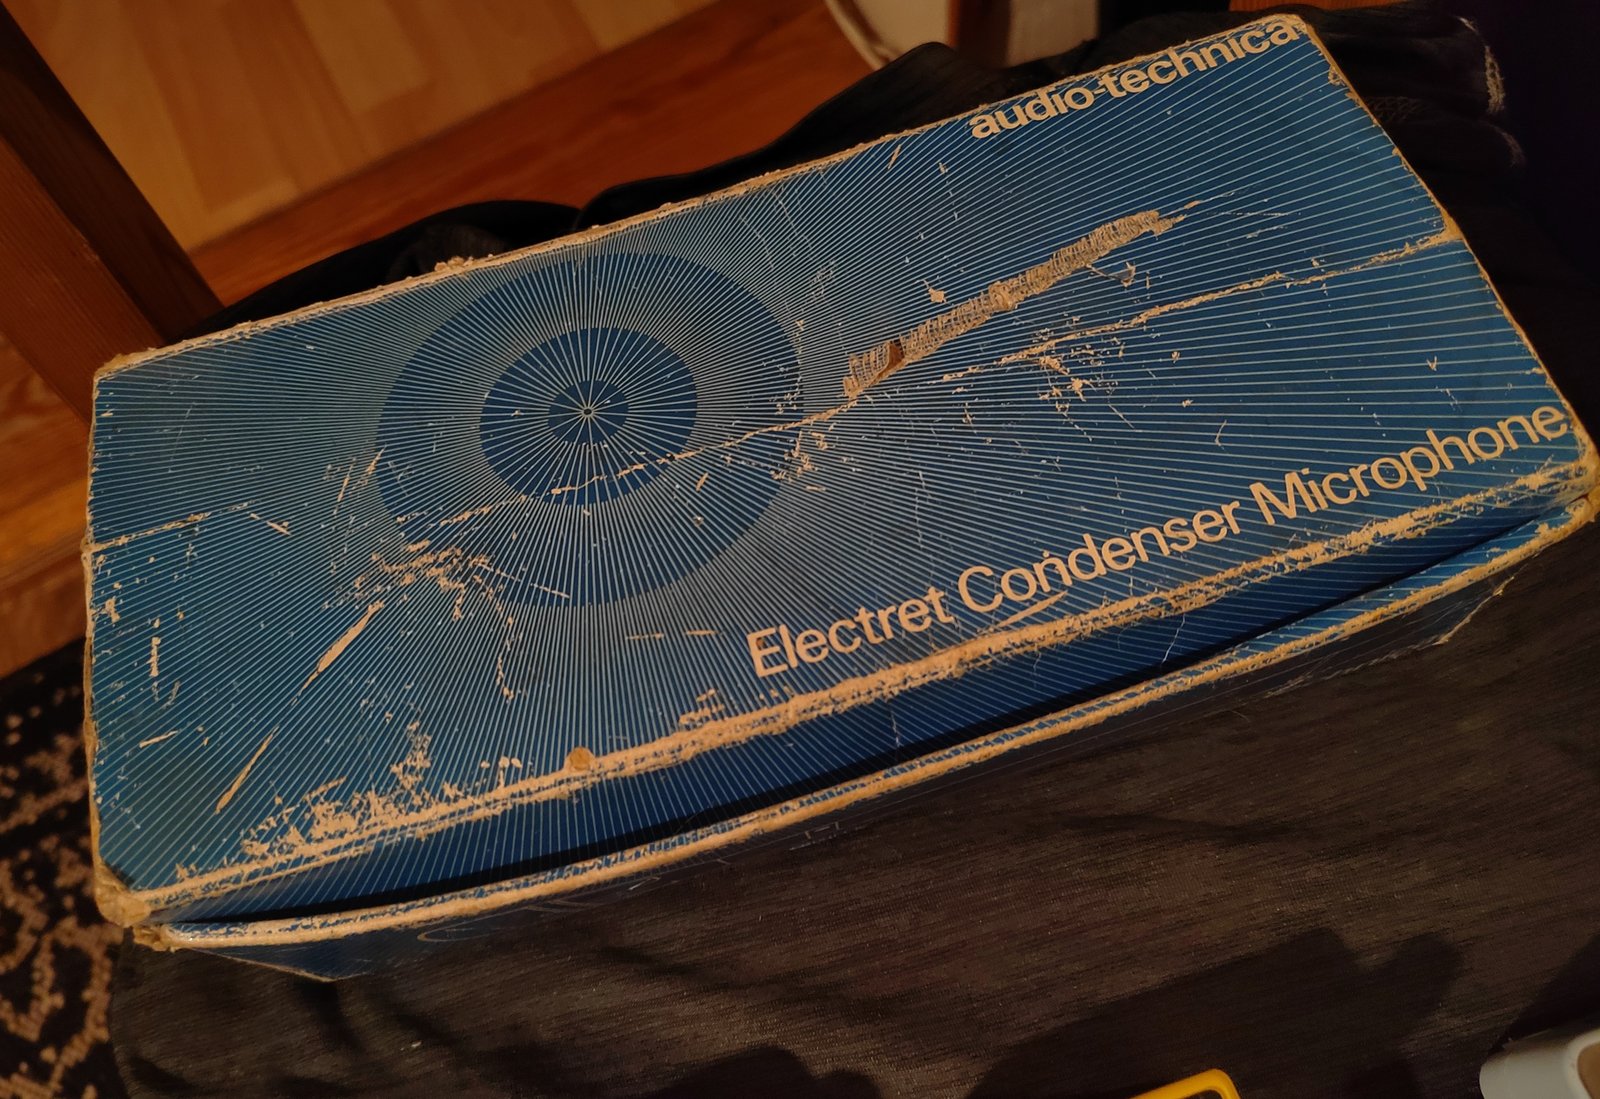 audio-technica
Electret Condenser Microphone